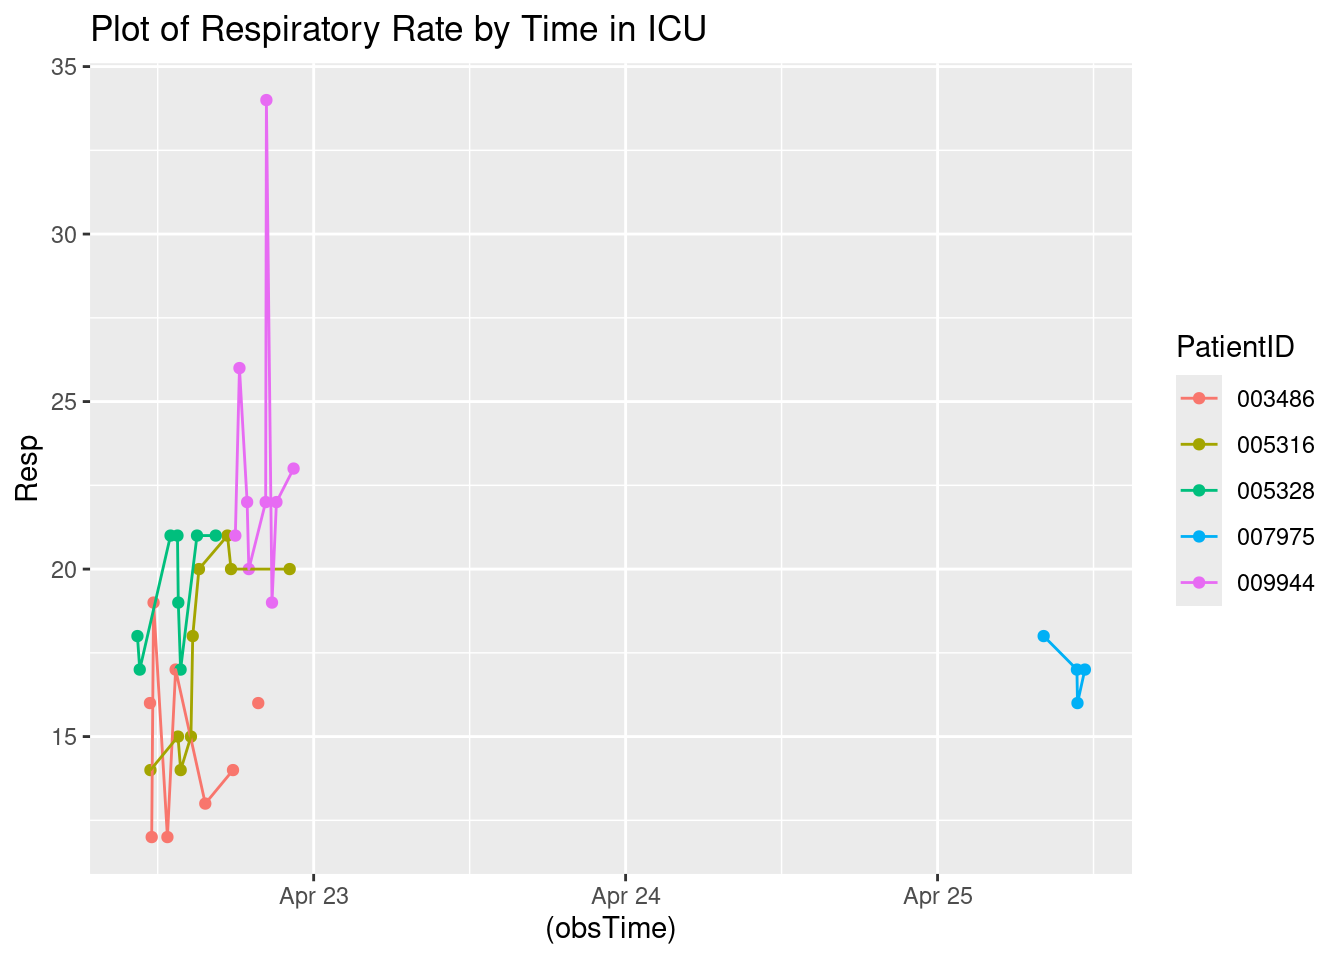 Plot of Respiratory Rate by Time in ICU
35
30
25
20
15
Resp
Apr 23
Apr 24
Apr 25
(obsTime)
PatientID
003486
005316
005328
007975
009944